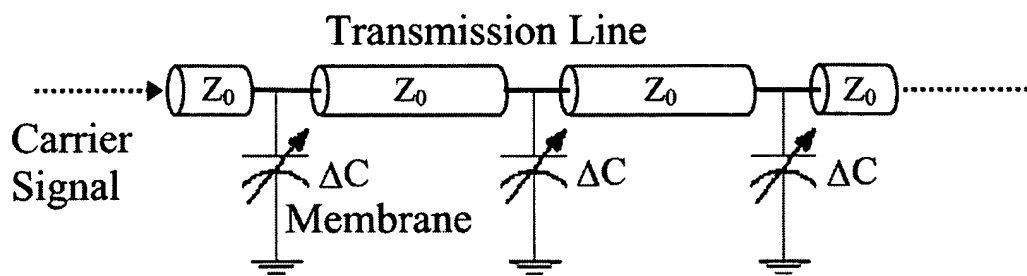 Transmission Line
Z0 Z0 Z0 Z0
Carrier
Signal
ΔC ΔC ΔC
Membrane